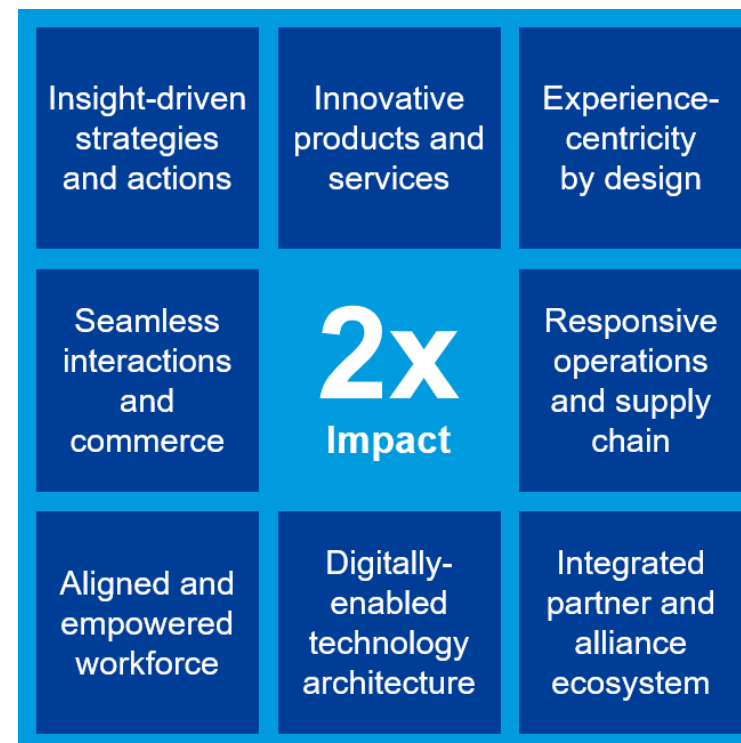 Insight-driven
strategies
and actions
Innovative
products and
services
Experience-
centricity
by design
Seamless
interactions
and
commerce
2x
Impact
Responsive
operations
and supply
chain
Aligned and
empowered
workforce
Digitally-
enabled
technology
architecture
Integrated
partner and
alliance
ecosystem